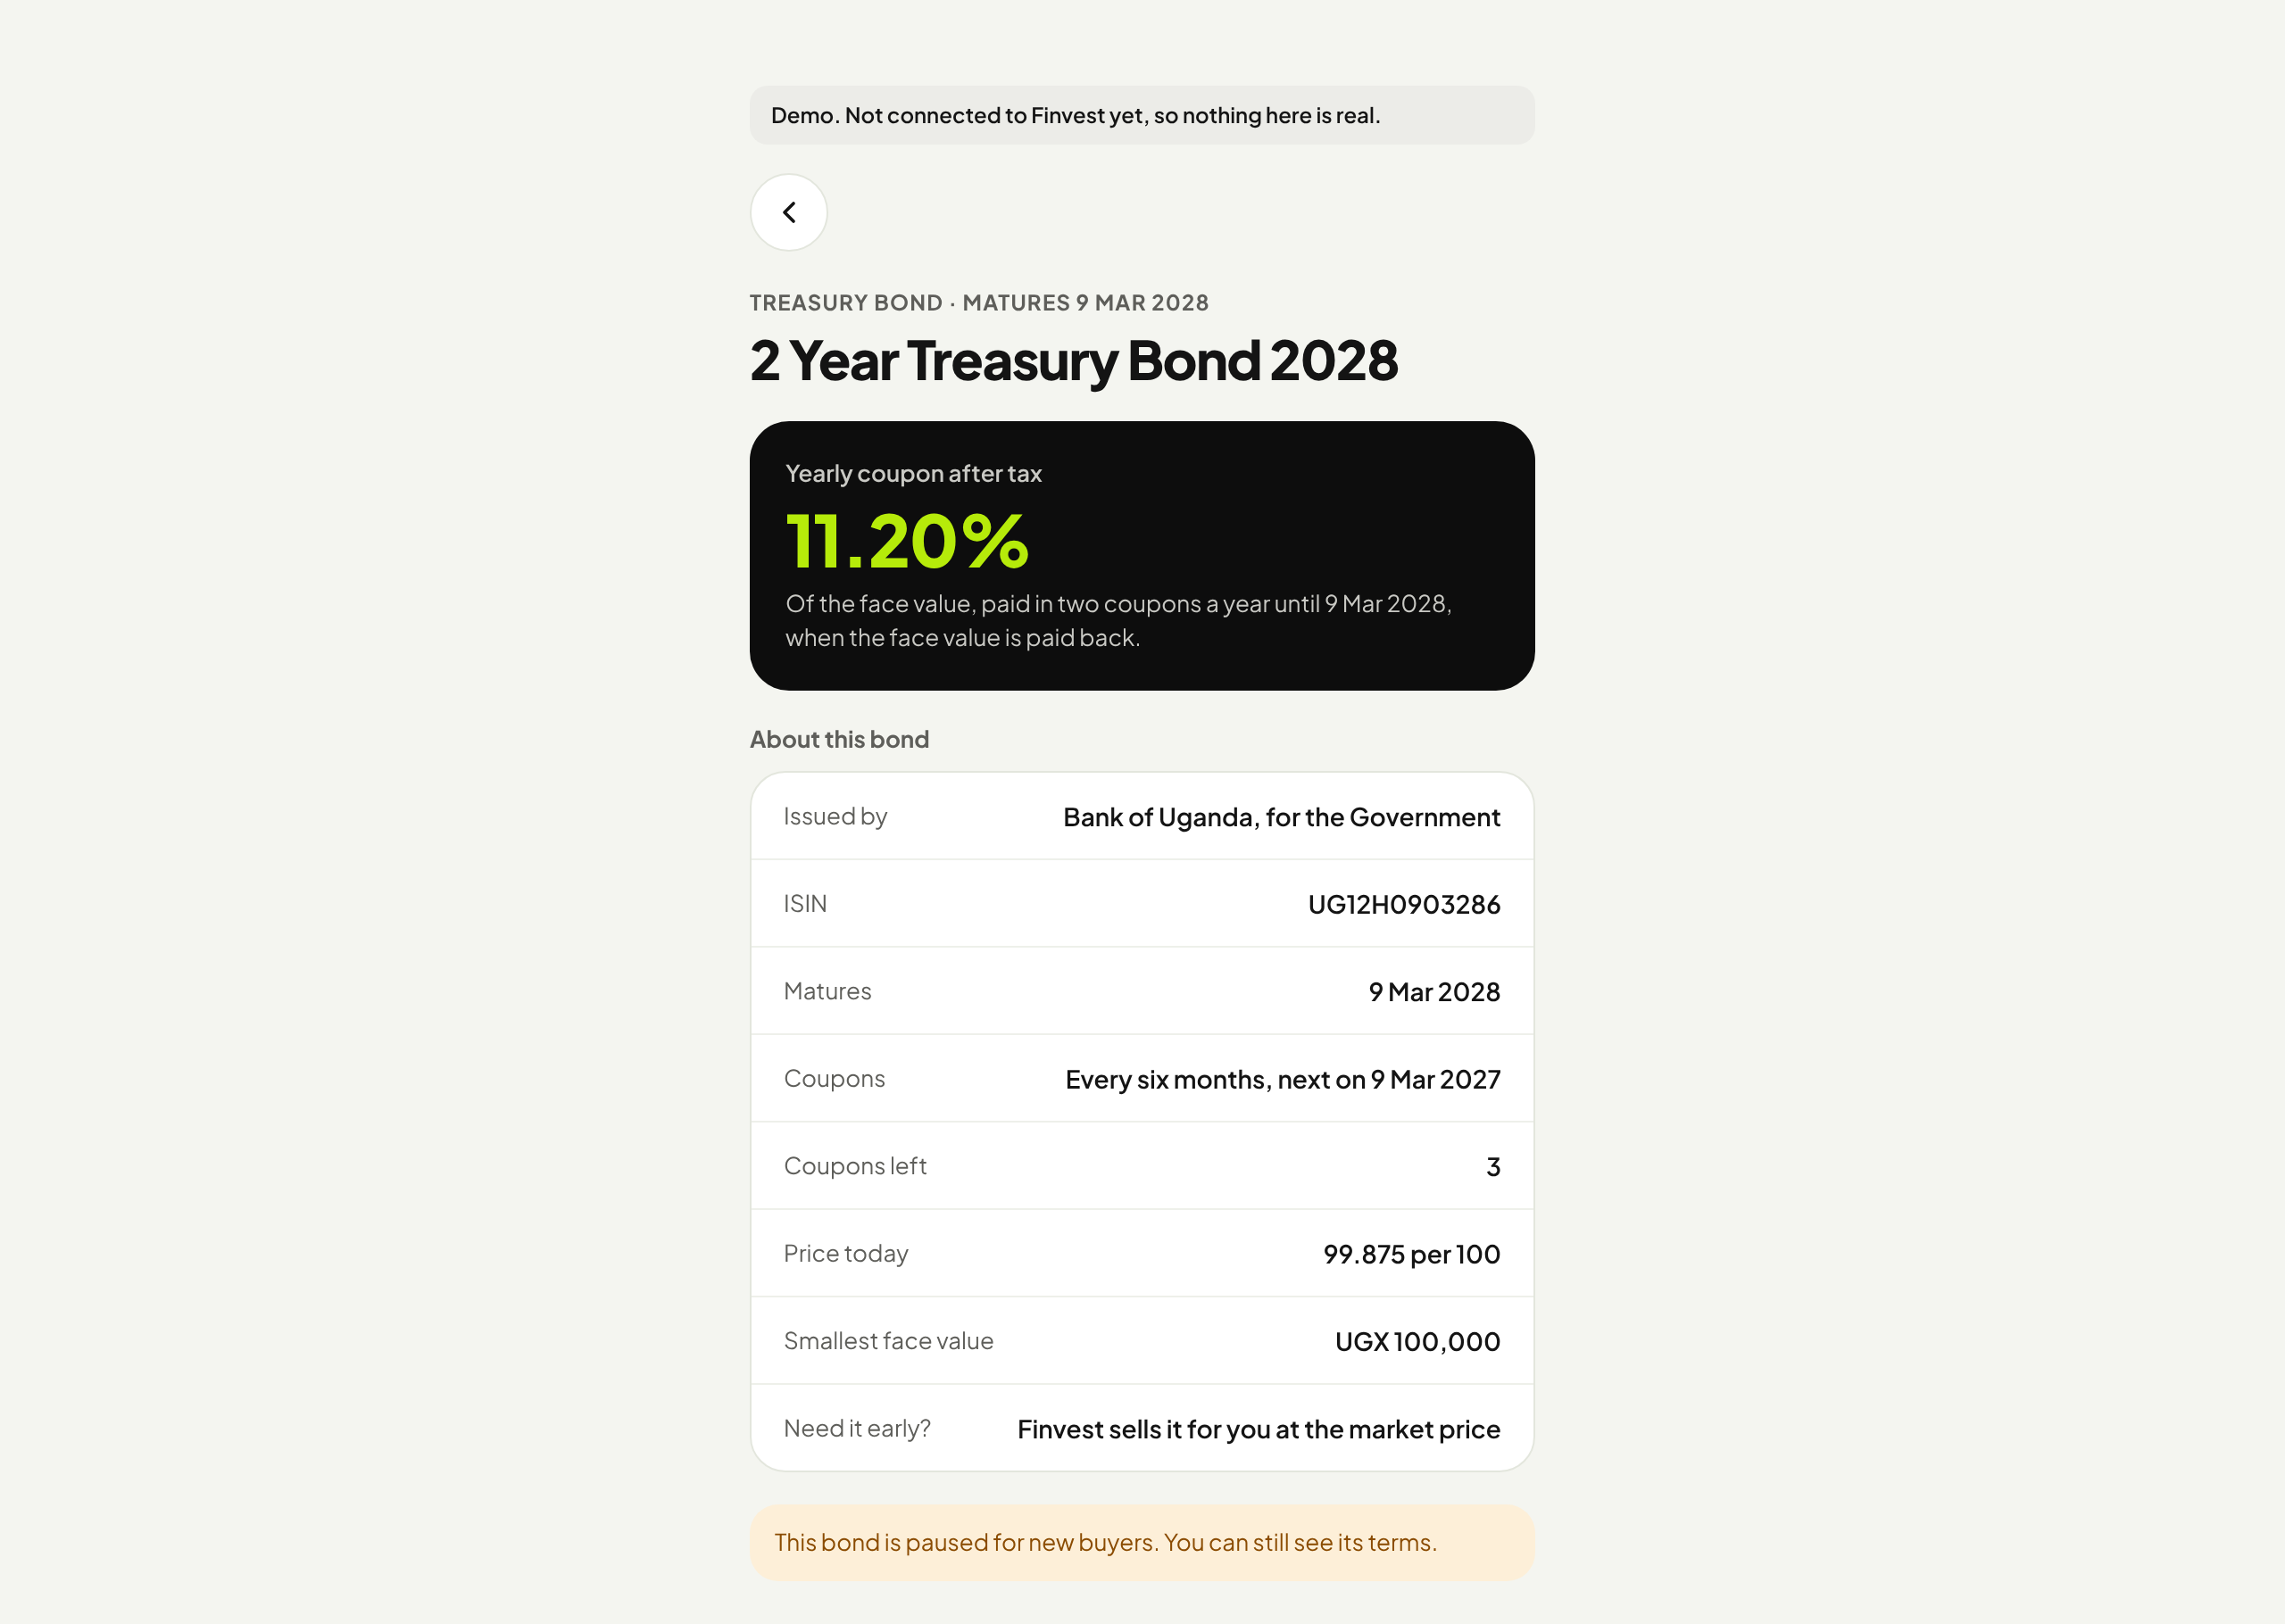 Demo. Not connected to Finvest yet, so nothing here is real.
TREASURY BOND · MATURES 9 MAR 2028
2 Year Treasury Bond 2028
Yearly coupon after tax
11.20%
Of the face value, paid in two coupons a year until 9 Mar 2028,
when the face value is paid back.
About this bond
Issued by Bank of Uganda, for the Government
ISIN UG12H0903286
Matures 9 Mar 2028
Coupons Every six months, next on 9 Mar 2027
Coupons left 3
Price today 99.875 per 100
Smallest face value UGX 100,000
Need it early? Finvest sells it for you at the market price
This bond is paused for new buyers. You can still see its terms.